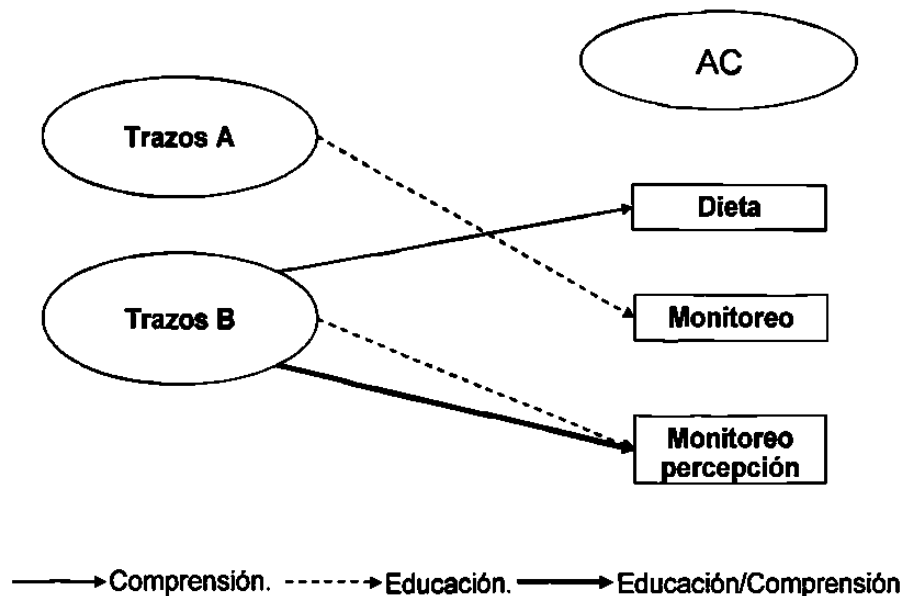 AC
Trazos A
Dieta
Trazos B
Monitoreo
Monitoreo
percepción
Comprensión. Educación. Educación/Comprensión